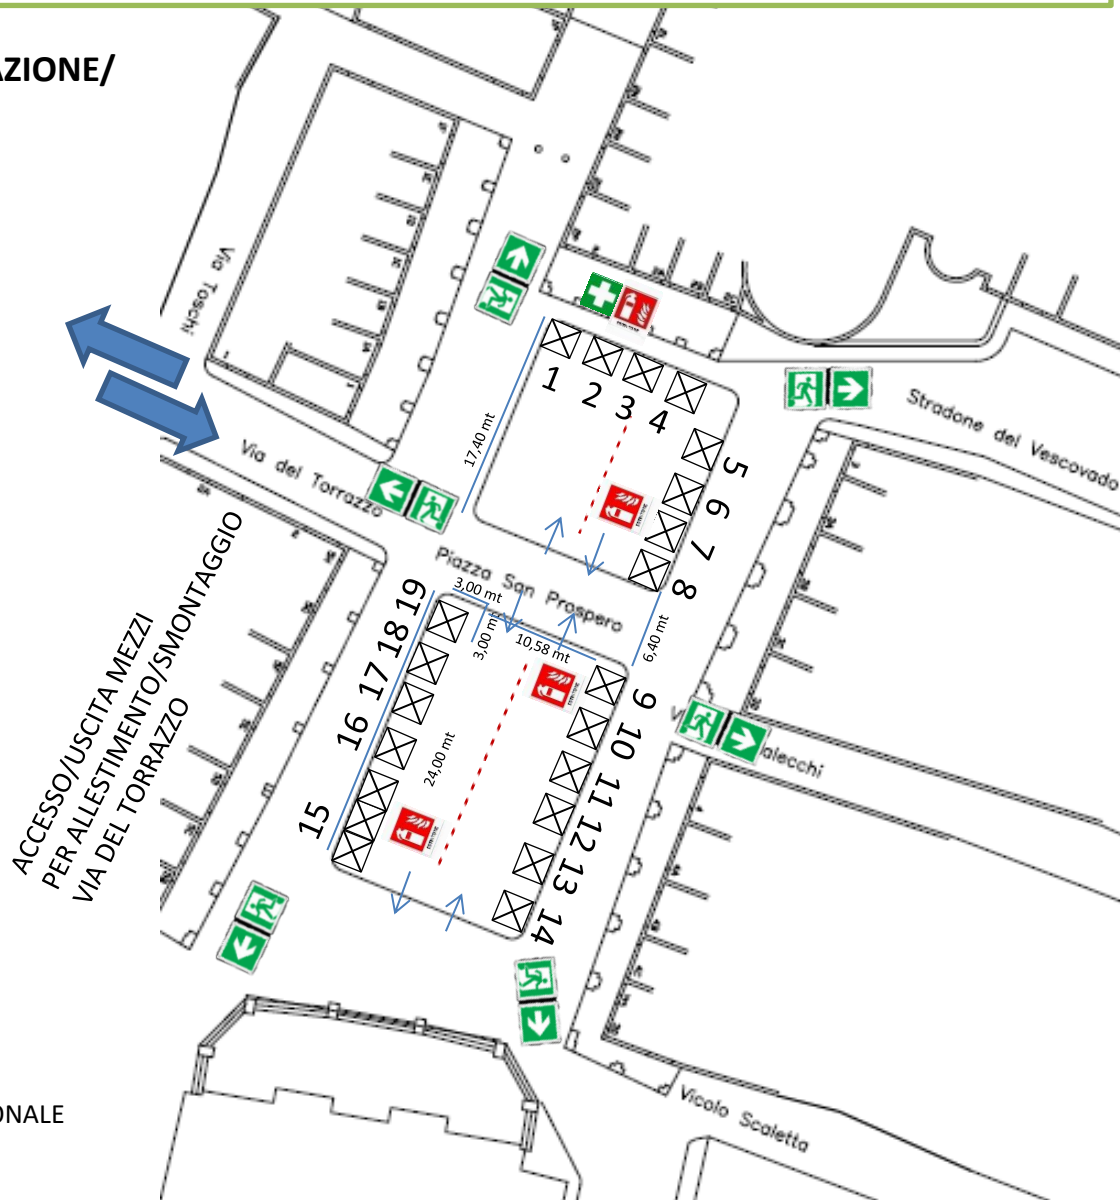 AZIONE/
Via Toschi
1
2
3
4
17,40 mt
Stradone del Vescovado
5
Via del Torrazzo
6
7
8
Piazza San Prospero
3,00 mt
3,00 m
10,58 mt
6,40 mt
19
18
17
16
15
24,00 mt
9
10
11
12
13
14
alecchi
ACCESSO/USCITA MEZZI
PER ALLESTIMENTO/SMONTAGGIO
VIA DEL TORRAZZO
Vicolo Scaletta
ONALE